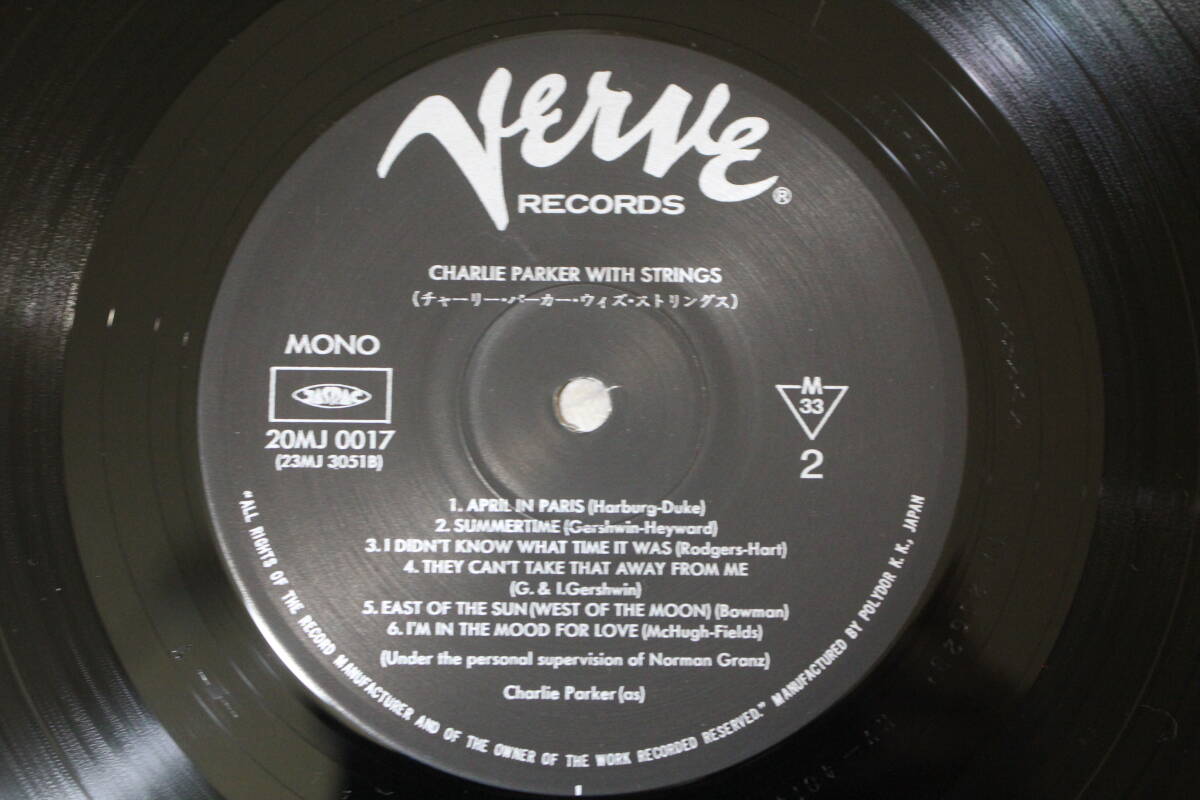 Verve®
RECORDS
CHARLIE PARKER WITH STRINGS
(チャーリー・パーカー・ウィズ・ストリングス)
MONO
20MJ 0017
(23MJ 3051B)
M
33
2
1. APRIL IN PARIS (Harburg-Duke)
2. SUMMERTIME (Gershwin-Heyward)
3. I DIDN'T KNOW WHAT TIME IT WAS (Rodgers-Hart)
4. THEY CAN'T TAKE THAT AWAY FROM ME
(G. & I.Gershwin)
5. EAST OF THE SUN (WEST OF THE MOON) (Bowman)
6. I'M IN THE MOOD FOR LOVE (McHugh-Fields)
(Under the personal supervision of Norman Granz)
Charlie Parker (as)
"ALL RIGHTS OF THE RECORD MANUFACTURER AND OF THE OWNER OF THE WORK RECORDED RESERVED." MANUFACTURED BY POLYDOR K. K., JAPAN